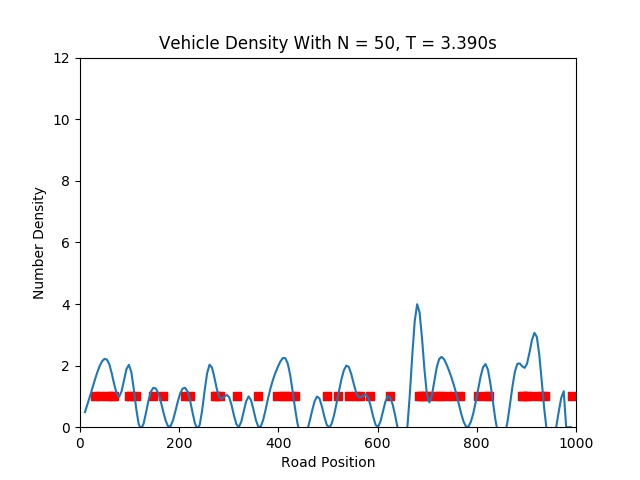 Vehicle Density With N = 50, T = 3.390s
12
10
8
6
4
2
0
Number Density
0 200 400 600 800 1000
Road Position